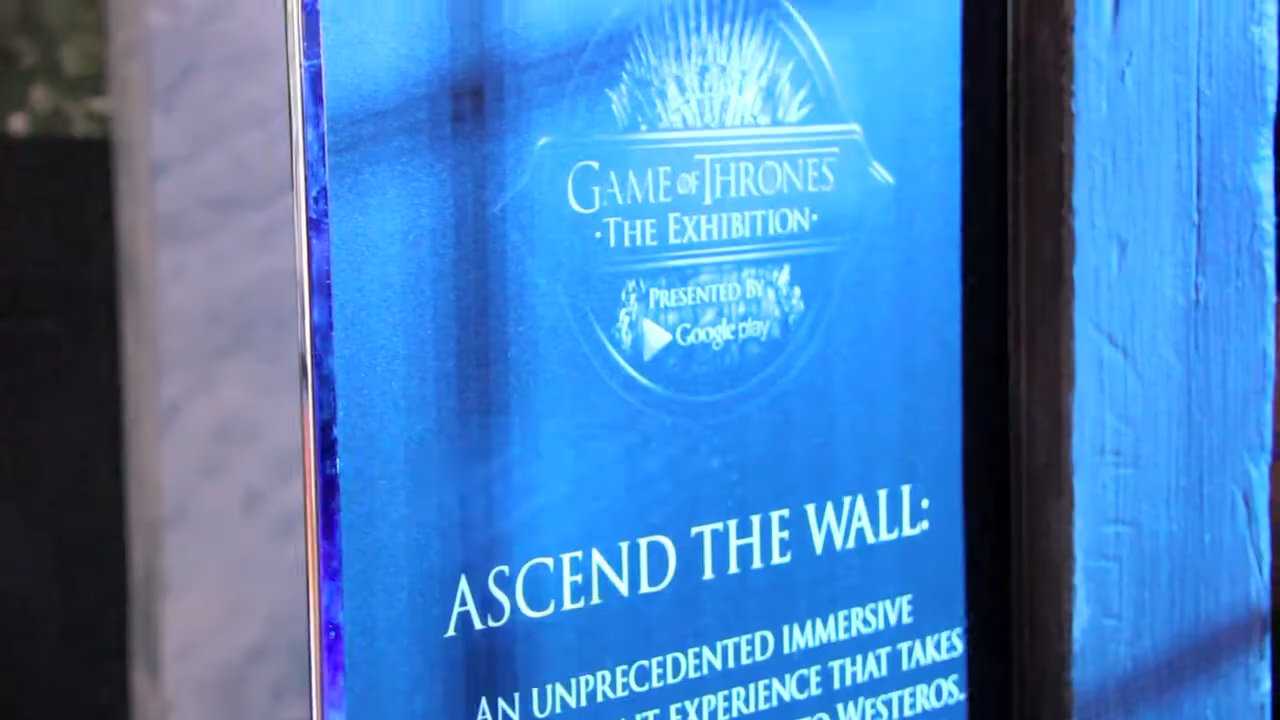 GAME OF THRONES
·THE EXHIBITION·
PRESENTED BY
Google play
ASCEND THE WALL:
AN UNPRECEDENTED IMMERSIVE
EXPERIENCE THAT TAKES
TO WESTEROS.